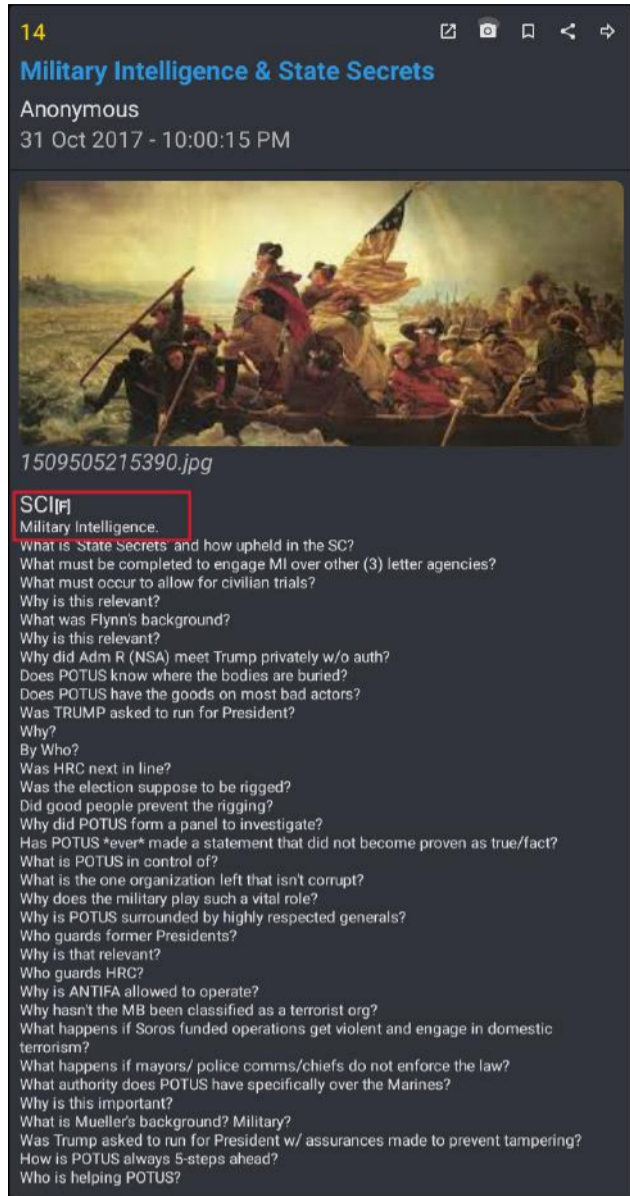 14
Military Intelligence & State Secrets
Anonymous
31 Oct 2017 - 10:00:15 PM
1509505215390.jpg
SCI[F]
Military Intelligence.
What is 'State Secrets' and how upheld in the SC?
What must be completed to engage MI over other (3) letter agencies?
What must occur to allow for civilian trials?
Why is this relevant?
What was Flynn's background?
Why is this relevant?
Why did Adm R (NSA) meet Trump privately w/o auth?
Does POTUS know where the bodies are buried?
Does POTUS have the goods on most bad actors?
Was TRUMP asked to run for President?
Why?
By Who?
Was HRC next in line?
Was the election suppose to be rigged?
Did good people prevent the rigging?
Why did POTUS form a panel to investigate?
Has POTUS *ever* made a statement that did not become proven as true/fact?
What is POTUS in control of?
What is the one organization left that isn't corrupt?
Why does the military play such a vital role?
Why is POTUS surrounded by highly respected generals?
Who guards former Presidents?
Why is that relevant?
Who guards HRC?
Why is ANTIFA allowed to operate?
Why hasn't the MB been classified as a terrorist org?
What happens if Soros funded operations get violent and engage in domestic
terrorism?
What happens if mayors/ police comms/chiefs do not enforce the law?
What authority does POTUS have specifically over the Marines?
Why is this important?
What is Mueller's background? Military?
Was Trump asked to run for President w/ assurances made to prevent tampering?
How is POTUS always 5-steps ahead?
Who is helping POTUS?